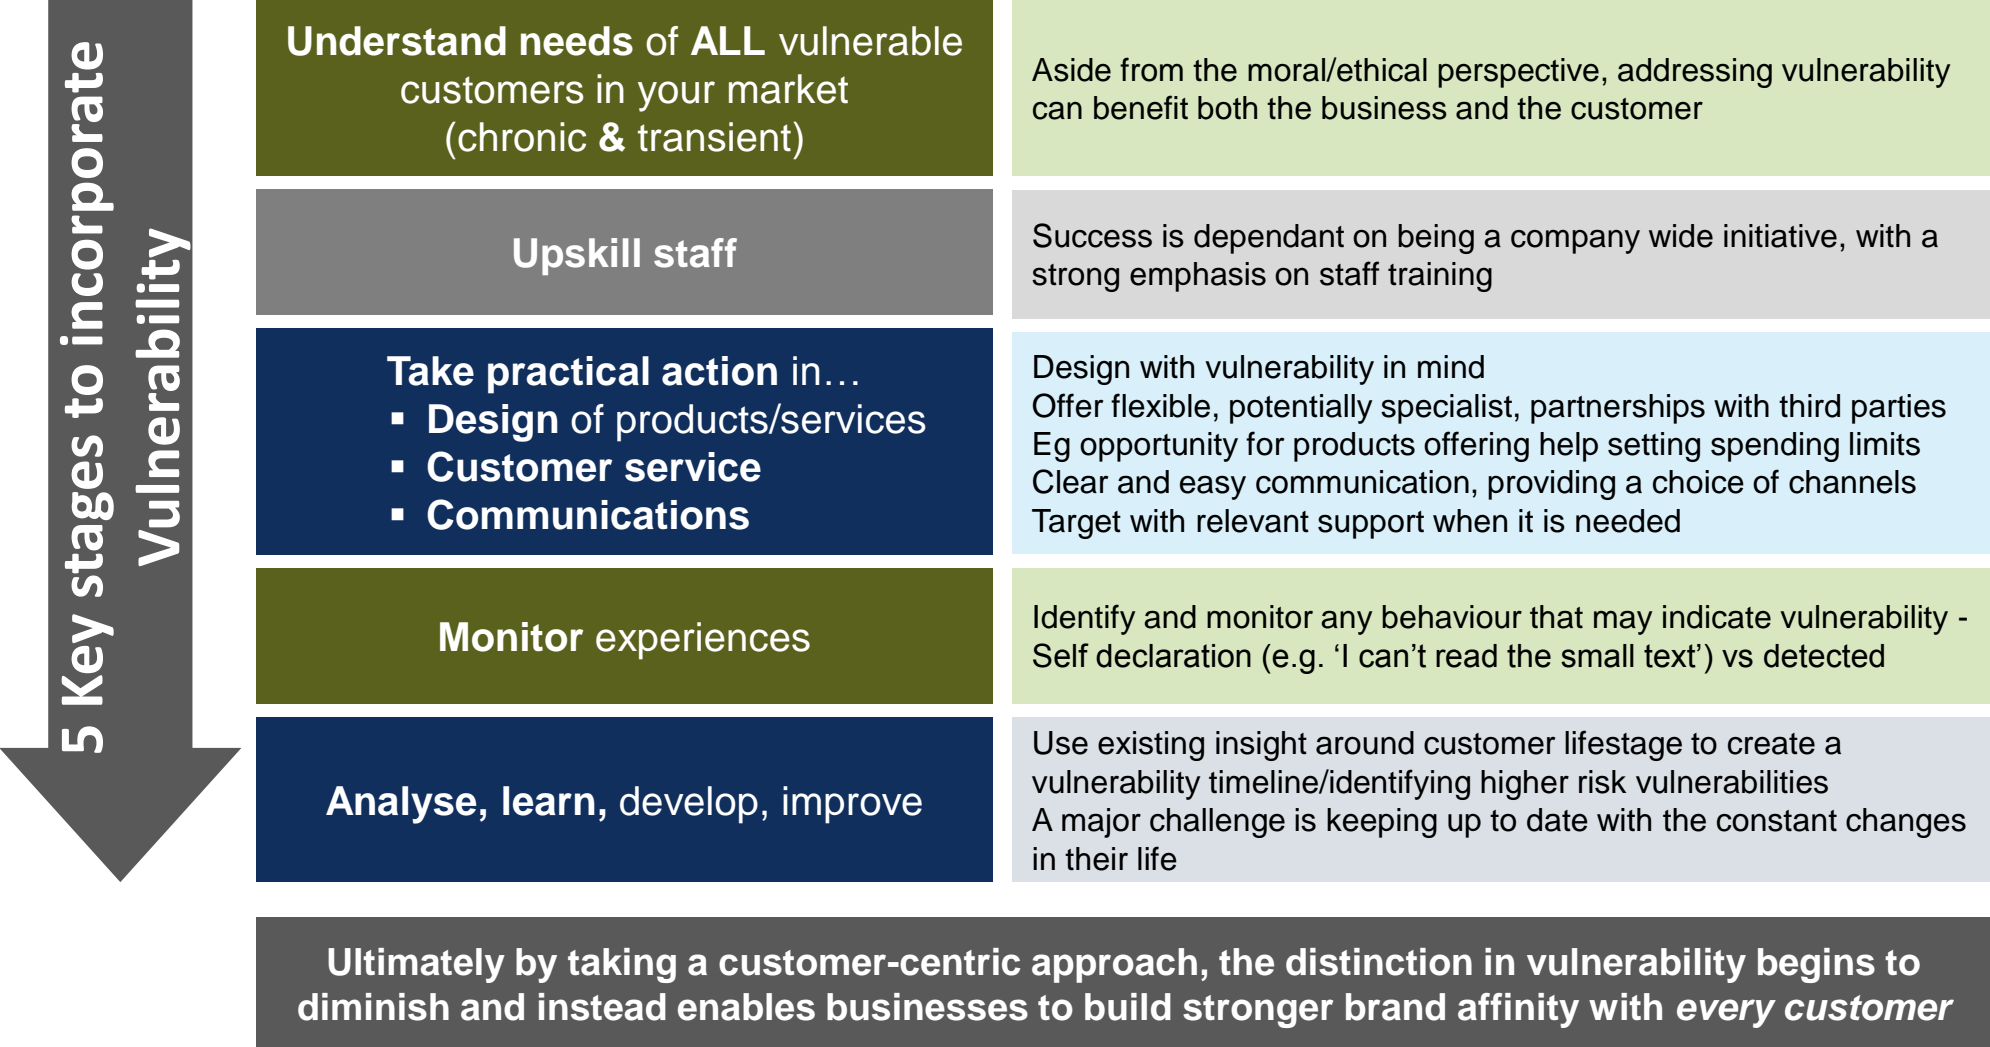 5 Key stages to incorporate
Vulnerability
Understand needs of ALL vulnerable
customers in your market
(chronic & transient)
Aside from the moral/ethical perspective, addressing vulnerability
can benefit both the business and the customer
Upskill staff
Success is dependant on being a company wide initiative, with a
strong emphasis on staff training
Take practical action in…
▪ Design of products/services
▪ Customer service
▪ Communications
Design with vulnerability in mind
Offer flexible, potentially specialist, partnerships with third parties
Eg opportunity for products offering help setting spending limits
Clear and easy communication, providing a choice of channels
Target with relevant support when it is needed
Monitor experiences
Identify and monitor any behaviour that may indicate vulnerability -
Self declaration (e.g. ‘I can’t read the small text’) vs detected
Analyse, learn, develop, improve
Use existing insight around customer lifestage to create a
vulnerability timeline/identifying higher risk vulnerabilities
A major challenge is keeping up to date with the constant changes
in their life
Ultimately by taking a customer-centric approach, the distinction in vulnerability begins to
diminish and instead enables businesses to build stronger brand affinity with every customer